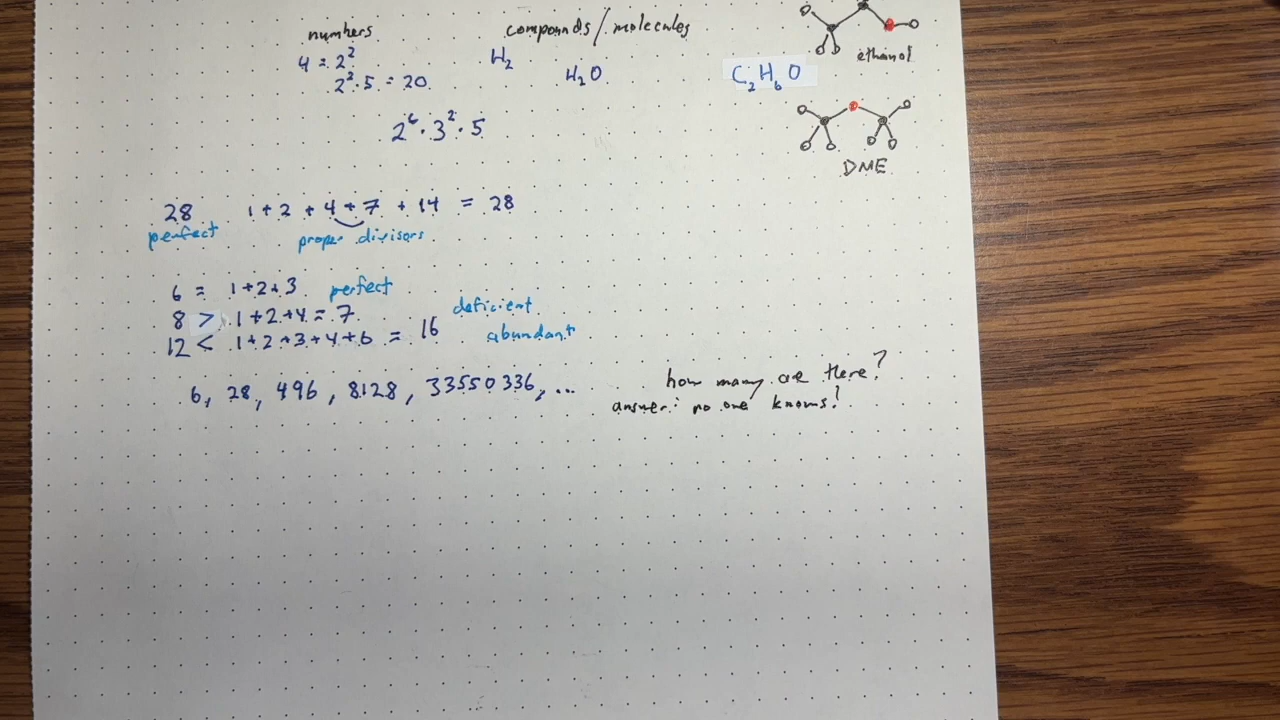 numbers
compounds/molecules
4 = 2²
H₂
H₂O
C₂H₆O
2²·5 = 20
2⁶·3²·5
ethanol
DME
28
1 + 2 + 4 + 7 + 14 = 28
perfect
proper divisors
6 = 1+2+3 perfect
8 > 1+2+4 = 7 deficient
12 < 1+2+3+4+6 = 16 abundant
6, 28, 496, 8128, 33550336, ...
how many are there?
answer: no one knows!